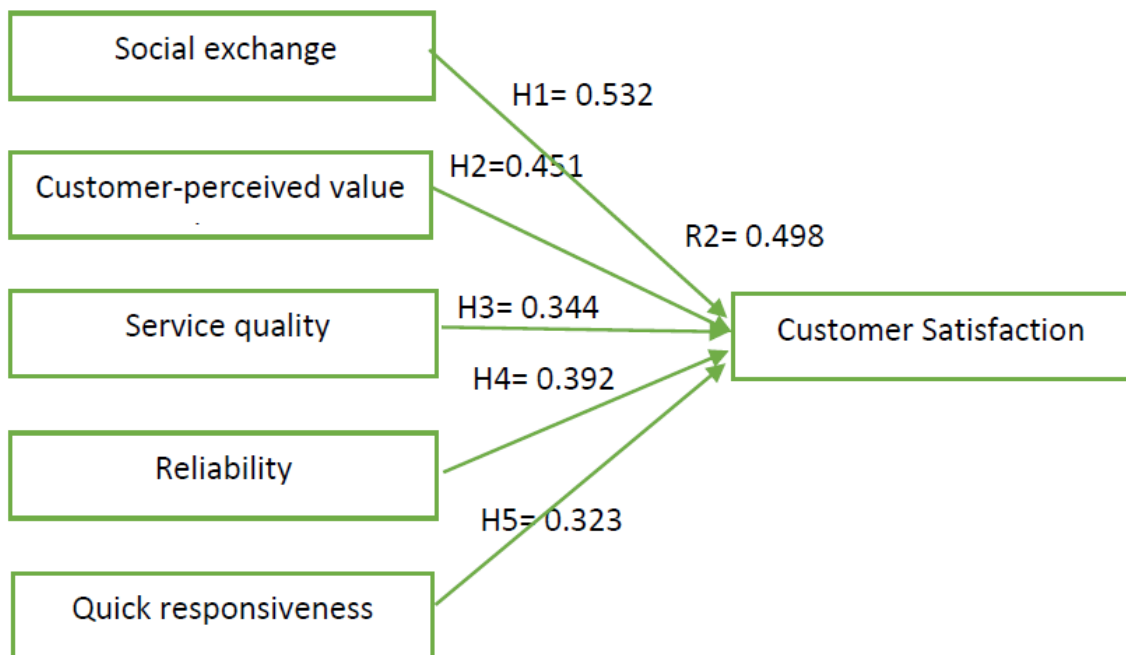 Social exchange
H1= 0.532
H2=0.451
Customer-perceived value
R2= 0.498
H3= 0.344
Service quality
Customer Satisfaction
H4= 0.392
Reliability
H5= 0.323
Quick responsiveness